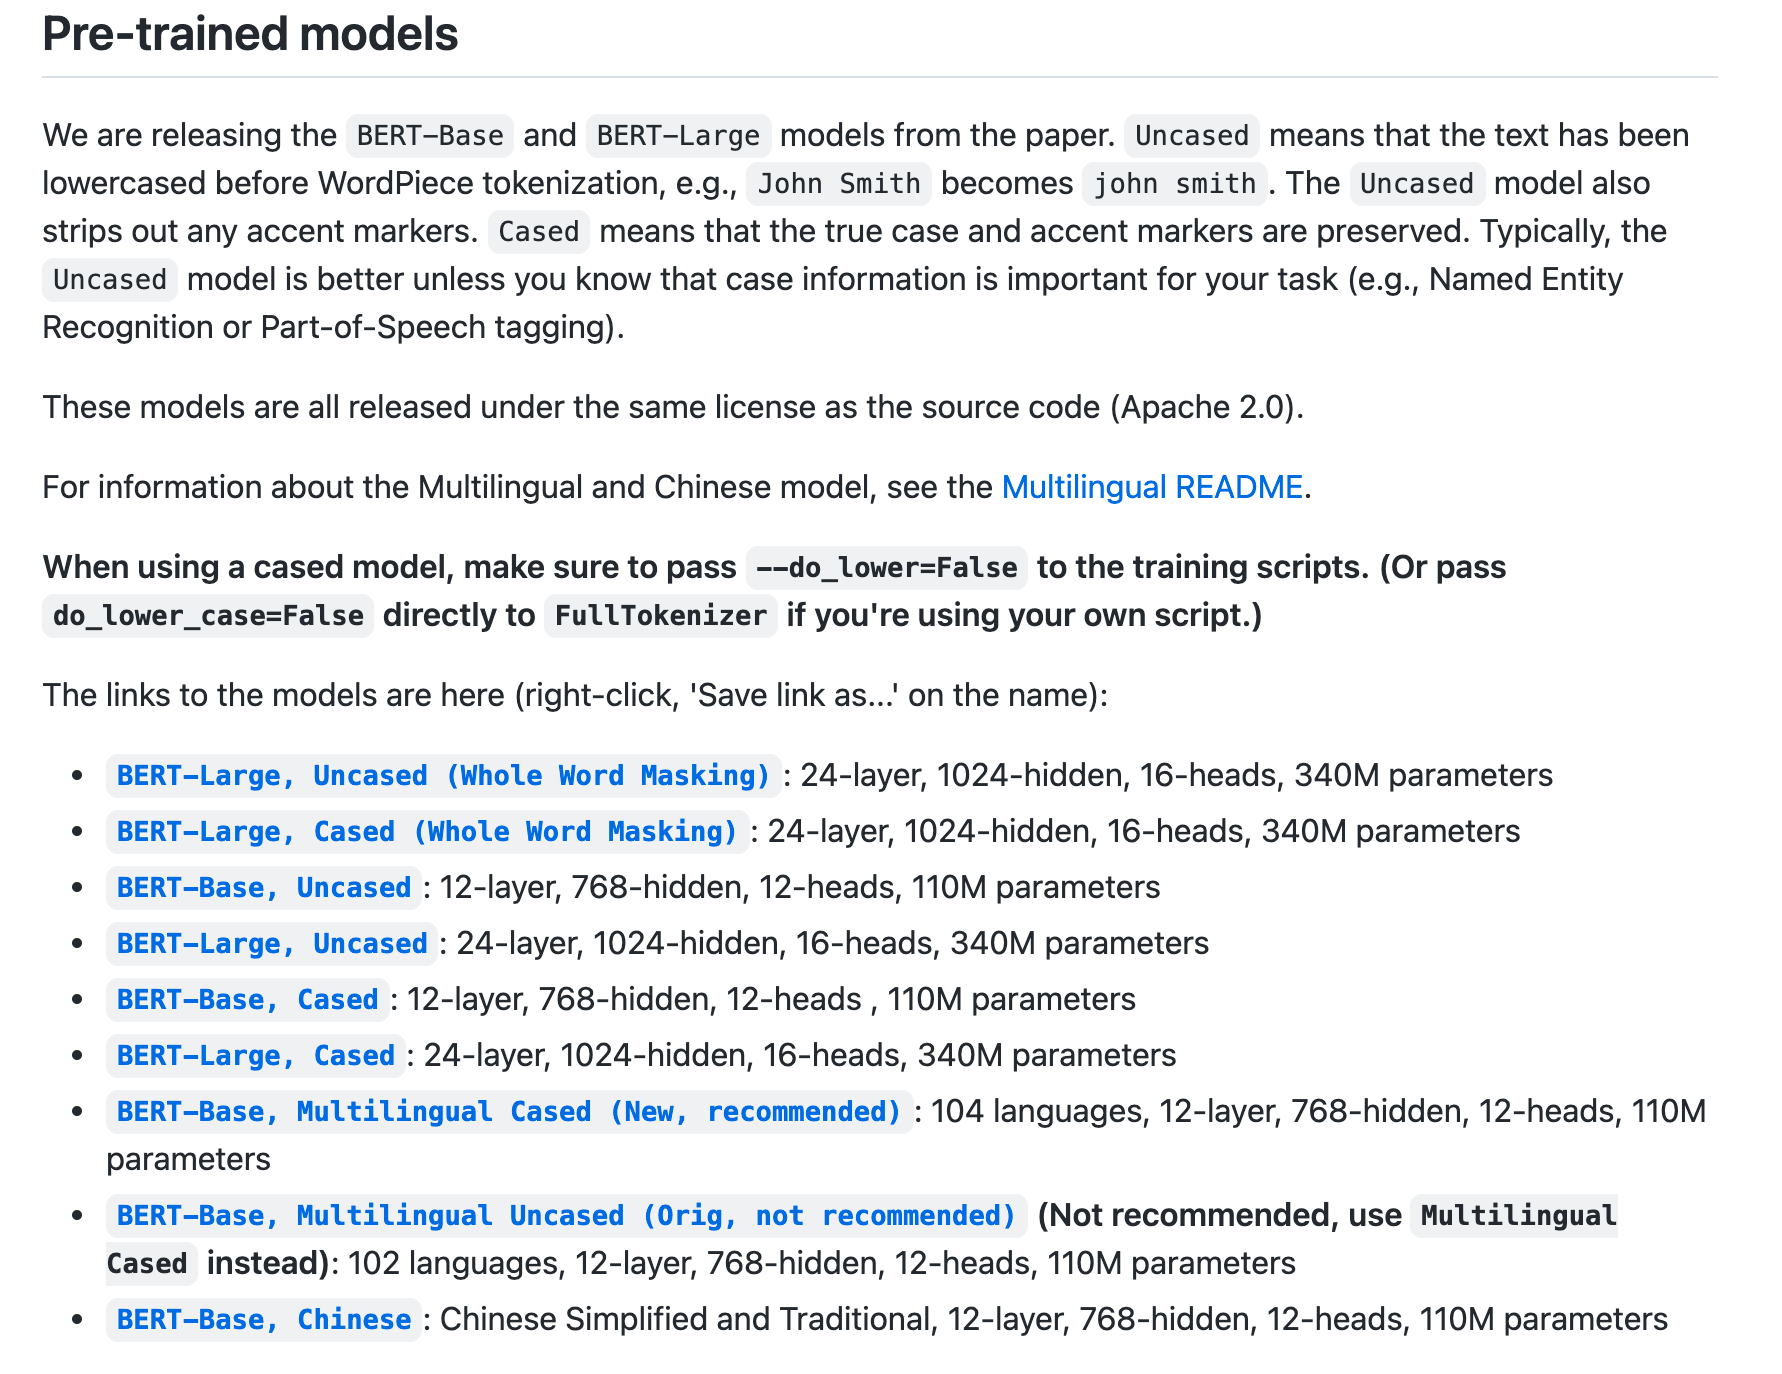 Pre-trained models
We are releasing the BERT-Base and BERT-Large models from the paper. Uncased means that the text has been
lowercased before WordPiece tokenization, e.g., John Smith becomes john smith. The Uncased model also
strips out any accent markers. Cased means that the true case and accent markers are preserved. Typically, the
Uncased model is better unless you know that case information is important for your task (e.g., Named Entity
Recognition or Part-of-Speech tagging).
These models are all released under the same license as the source code (Apache 2.0).
For information about the Multilingual and Chinese model, see the Multilingual README.
When using a cased model, make sure to pass --do_lower=False to the training scripts. (Or pass
do_lower_case=False directly to FullTokenizer if you're using your own script.)
The links to the models are here (right-click, 'Save link as...' on the name):
• BERT-Large, Uncased (Whole Word Masking): 24-layer, 1024-hidden, 16-heads, 340M parameters
• BERT-Large, Cased (Whole Word Masking): 24-layer, 1024-hidden, 16-heads, 340M parameters
• BERT-Base, Uncased: 12-layer, 768-hidden, 12-heads, 110M parameters
• BERT-Large, Uncased: 24-layer, 1024-hidden, 16-heads, 340M parameters
• BERT-Base, Cased: 12-layer, 768-hidden, 12-heads , 110M parameters
• BERT-Large, Cased: 24-layer, 1024-hidden, 16-heads, 340M parameters
• BERT-Base, Multilingual Cased (New, recommended): 104 languages, 12-layer, 768-hidden, 12-heads, 110M
parameters
• BERT-Base, Multilingual Uncased (Orig, not recommended) (Not recommended, use Multilingual
Cased instead): 102 languages, 12-layer, 768-hidden, 12-heads, 110M parameters
• BERT-Base, Chinese: Chinese Simplified and Traditional, 12-layer, 768-hidden, 12-heads, 110M parameters